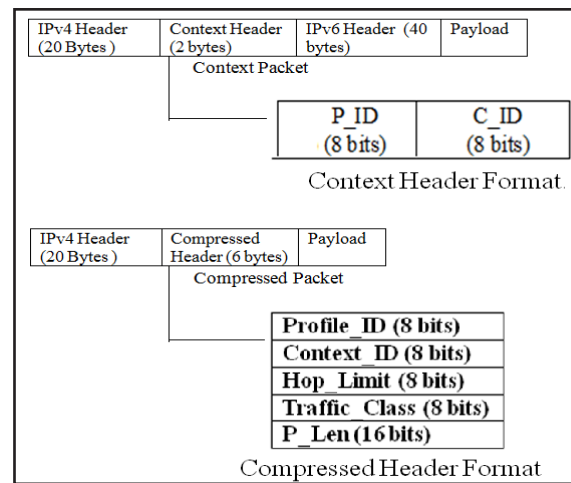 IPv4 Header (20 Bytes )
Context Header (2 bytes)
IPv6 Header (40 bytes)
Payload
Context Packet
P_ID (8 bits)
C_ID (8 bits)
Context Header Format.
IPv4 Header (20 Bytes )
Compressed Header (6 bytes)
Payload
Compressed Packet
Profile_ID (8 bits)
Context_ID (8 bits)
Hop_Limit (8 bits)
Traffic_Class (8 bits)
P_Len (16 bits)
Compressed Header Format